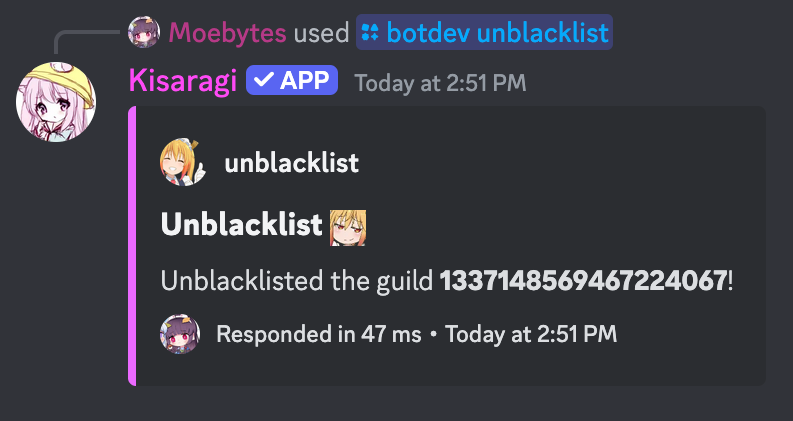 Moebytes used botdev unblacklist
Kisaragi APP Today at 2:51 PM
unblacklist
Unblacklist
Unblacklisted the guild 1337148569467224067!
Responded in 47 ms • Today at 2:51 PM